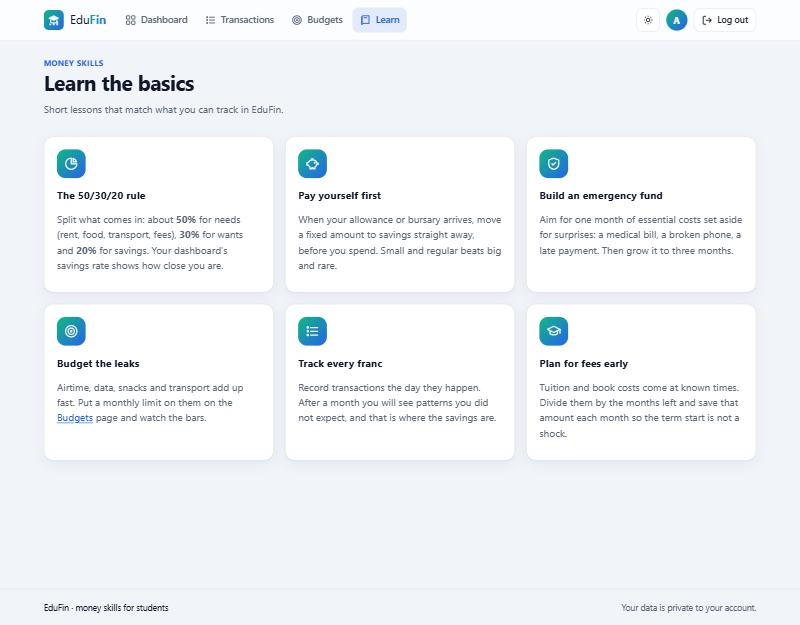 EduFin
Dashboard
Transactions
Budgets
Learn
A
Log out
MONEY SKILLS
Learn the basics
Short lessons that match what you can track in EduFin.
The 50/30/20 rule
Split what comes in: about 50% for needs
(rent, food, transport, fees), 30% for wants
and 20% for savings. Your dashboard's
savings rate shows how close you are.
Pay yourself first
When your allowance or bursary arrives, move
a fixed amount to savings straight away,
before you spend. Small and regular beats big
and rare.
Build an emergency fund
Aim for one month of essential costs set aside
for surprises: a medical bill, a broken phone, a
late payment. Then grow it to three months.
Budget the leaks
Airtime, data, snacks and transport add up
fast. Put a monthly limit on them on the
Budgets page and watch the bars.
Track every franc
Record transactions the day they happen.
After a month you will see patterns you did
not expect, and that is where the savings are.
Plan for fees early
Tuition and book costs come at known times.
Divide them by the months left and save that
amount each month so the term start is not a
shock.
EduFin · money skills for students
Your data is private to your account.